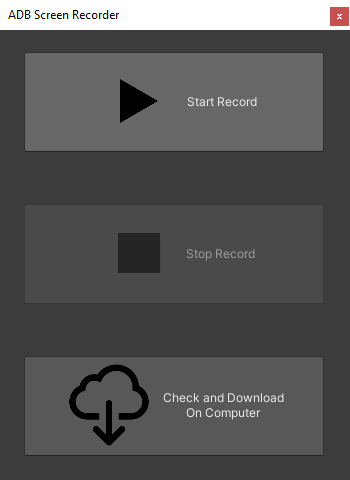 ADB Screen Recorder
x
Start Record
Stop Record
Check and Download
On Computer